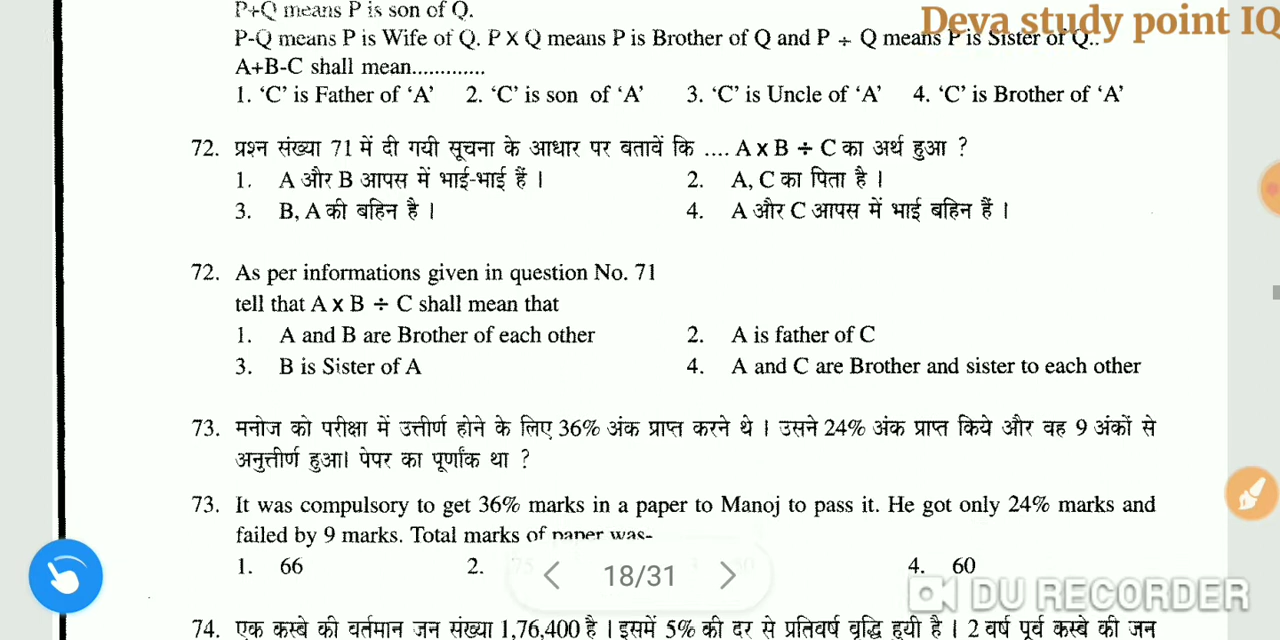 P+Q means P is son of Q.
Deva study point IQ
P-Q means P is Wife of Q. P X Q means P is Brother of Q and P ÷ Q means P is Sister of Q..
A+B-C shall mean.............
1. ‘C’ is Father of ‘A’ 2. ‘C’ is son of ‘A’ 3. ‘C’ is Uncle of ‘A’ 4. ‘C’ is Brother of ‘A’
72. प्रश्न संख्या 71 में दी गयी सूचना के आधार पर बतावें कि .... A x B ÷ C का अर्थ हुआ ?
1. A और B आपस में भाई-भाई हैं । 2. A, C का पिता है ।
3. B, A की बहिन है । 4. A और C आपस में भाई बहिन हैं ।
72. As per informations given in question No. 71
tell that A x B ÷ C shall mean that
1. A and B are Brother of each other 2. A is father of C
3. B is Sister of A 4. A and C are Brother and sister to each other
73. मनोज को परीक्षा में उत्तीर्ण होने के लिए 36% अंक प्राप्त करने थे । उसने 24% अंक प्राप्त किये और वह 9 अंकों से
अनुत्तीर्ण हुआ। पेपर का पूर्णांक था ?
73. It was compulsory to get 36% marks in a paper to Manoj to pass it. He got only 24% marks and
failed by 9 marks. Total marks of paper was-
1. 66 2. 75 4. 60
18/31
DU RECORDER
74. एक कस्बे की वर्तमान जन संख्या 1,76,400 है । इसमें 5% की दर से प्रतिवर्ष वृद्धि हुयी है । 2 वर्ष पूर्व कस्बे की जन